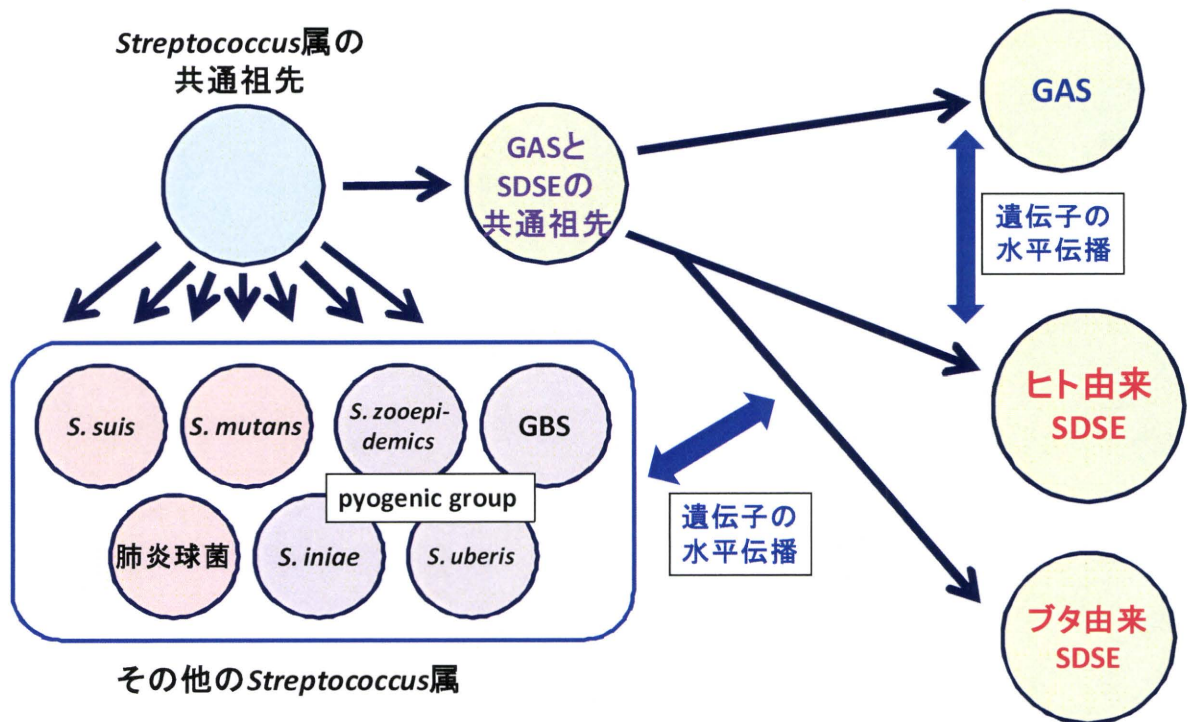 Streptococcus属の
共通祖先
GASと
SDSEの
共通祖先
GAS
遺伝子の
水平伝播
ヒト由来
SDSE
ブタ由来
SDSE
遺伝子の
水平伝播
S. suis
S. mutans
S. zooepi-
demics
GBS
pyogenic group
肺炎球菌
S. iniae
S. uberis
その他のStreptococcus属